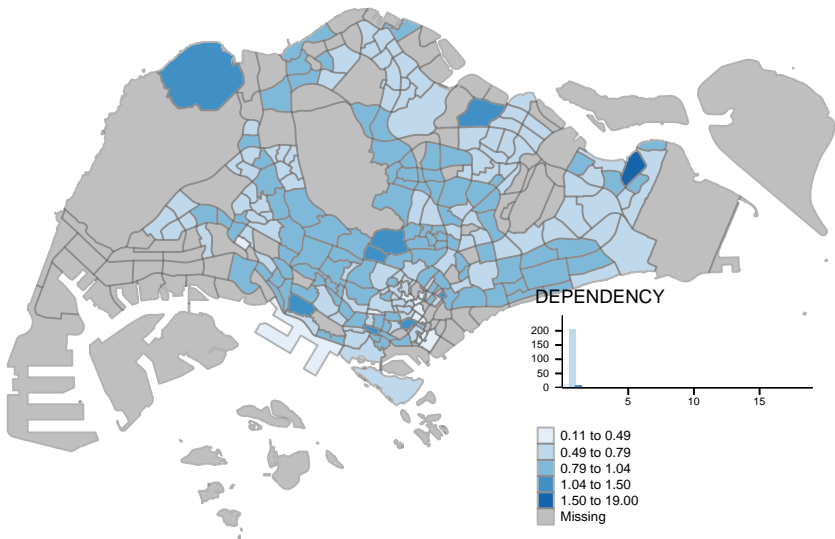 DEPENDENCY
200
150
100
50
0
5 10 15
0.11 to 0.49
0.49 to 0.79
0.79 to 1.04
1.04 to 1.50
1.50 to 19.00
Missing